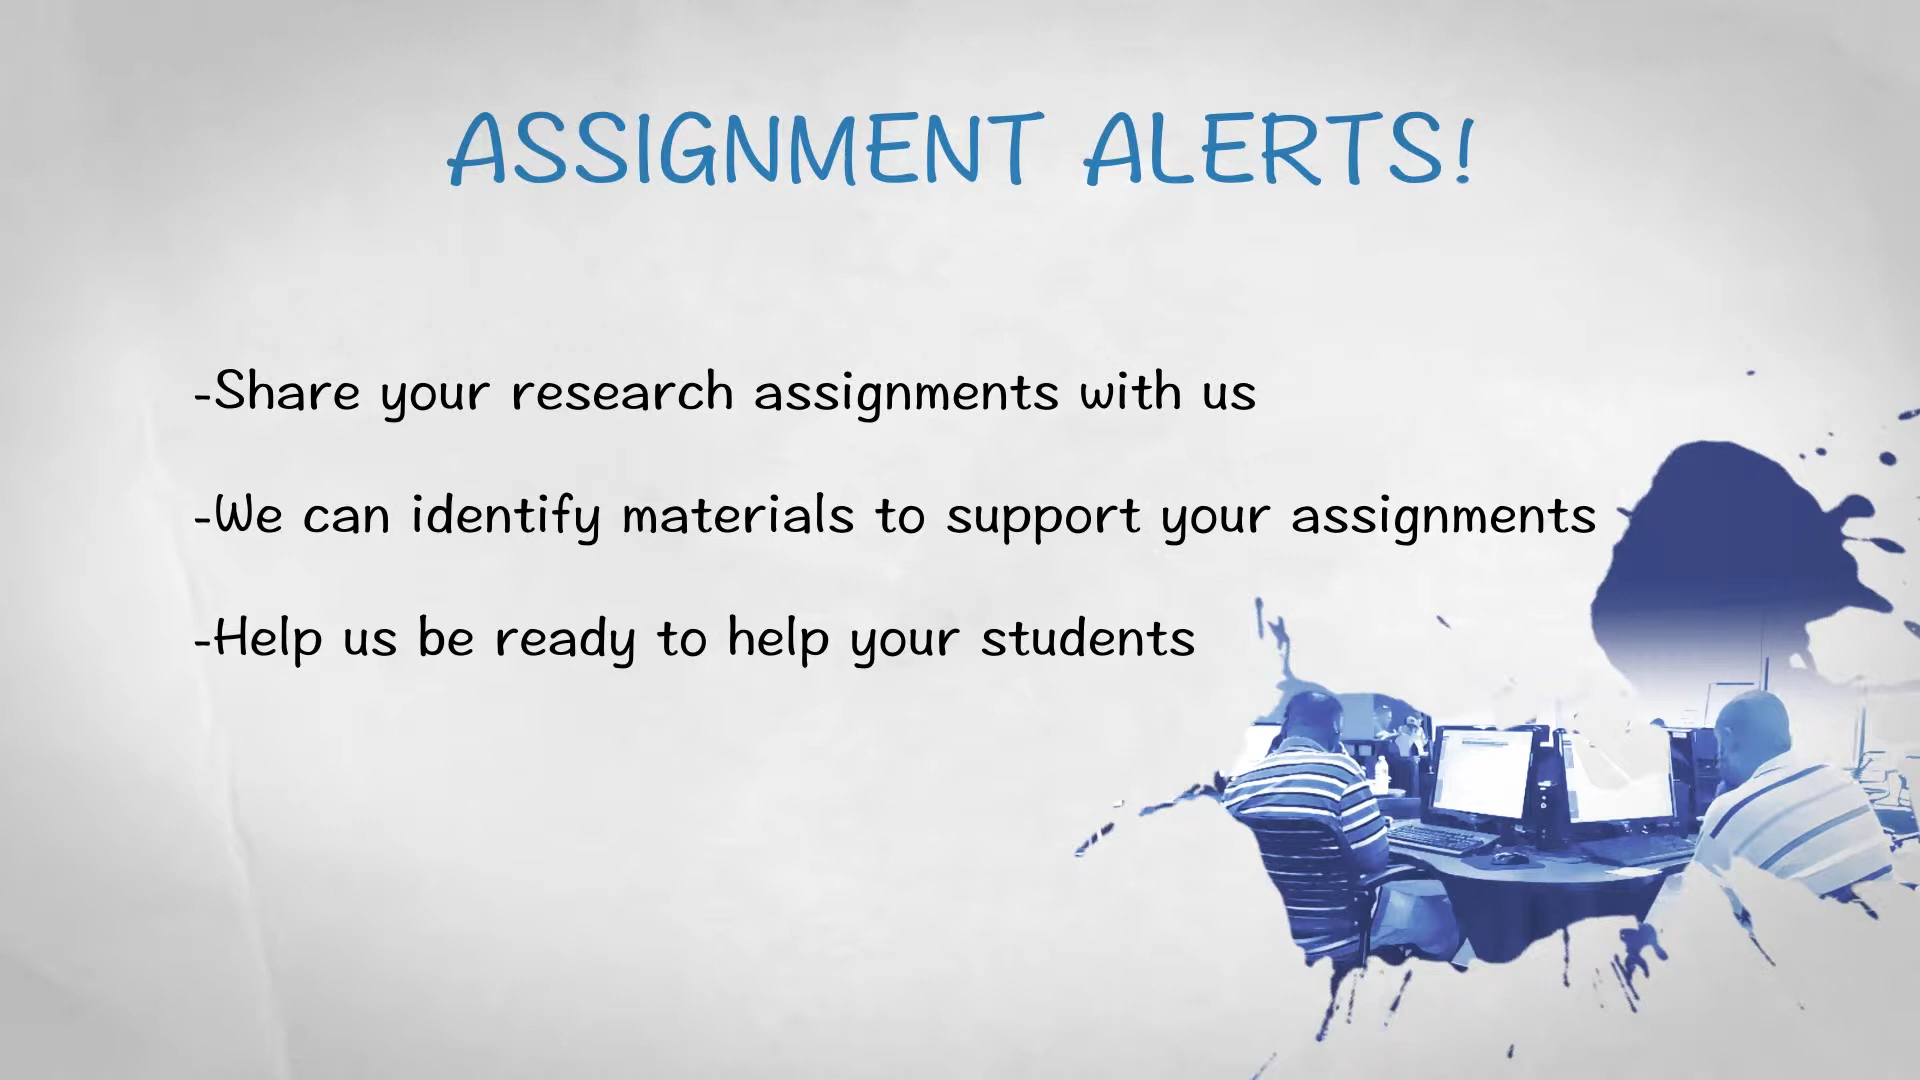 ASSIGNMENT ALERTS!
-Share your research assignments with us
-We can identify materials to support your assignments
-Help us be ready to help your students